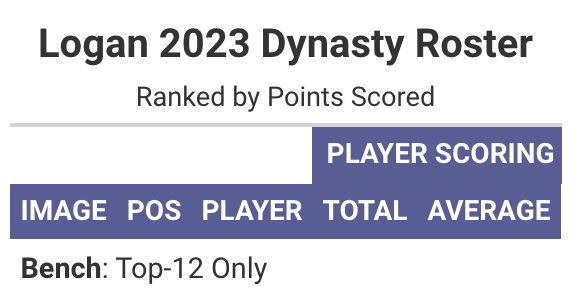 Logan 2023 Dynasty Roster
Ranked by Points Scored
PLAYER SCORING
IMAGE POS PLAYER TOTAL AVERAGE
Bench: Top-12 Only